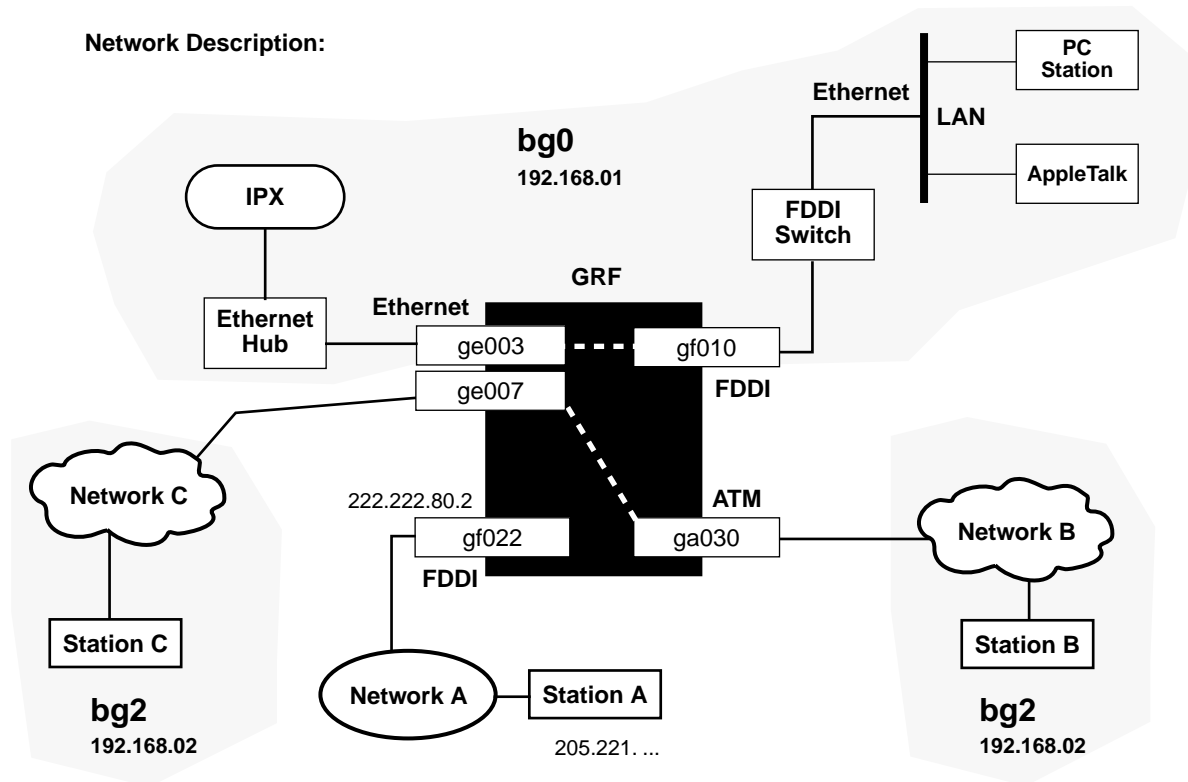 Network Description:
PC
Station
Ethernet
LAN
bg0
192.168.01
AppleTalk
IPX
FDDI
Switch
GRF
Ethernet
Ethernet
Hub
ge003
gf010
ge007
FDDI
Network C
222.222.80.2
ATM
gf022
ga030
Network B
FDDI
Station C
Station B
Network A
Station A
bg2
192.168.02
bg2
192.168.02
205.221. ...